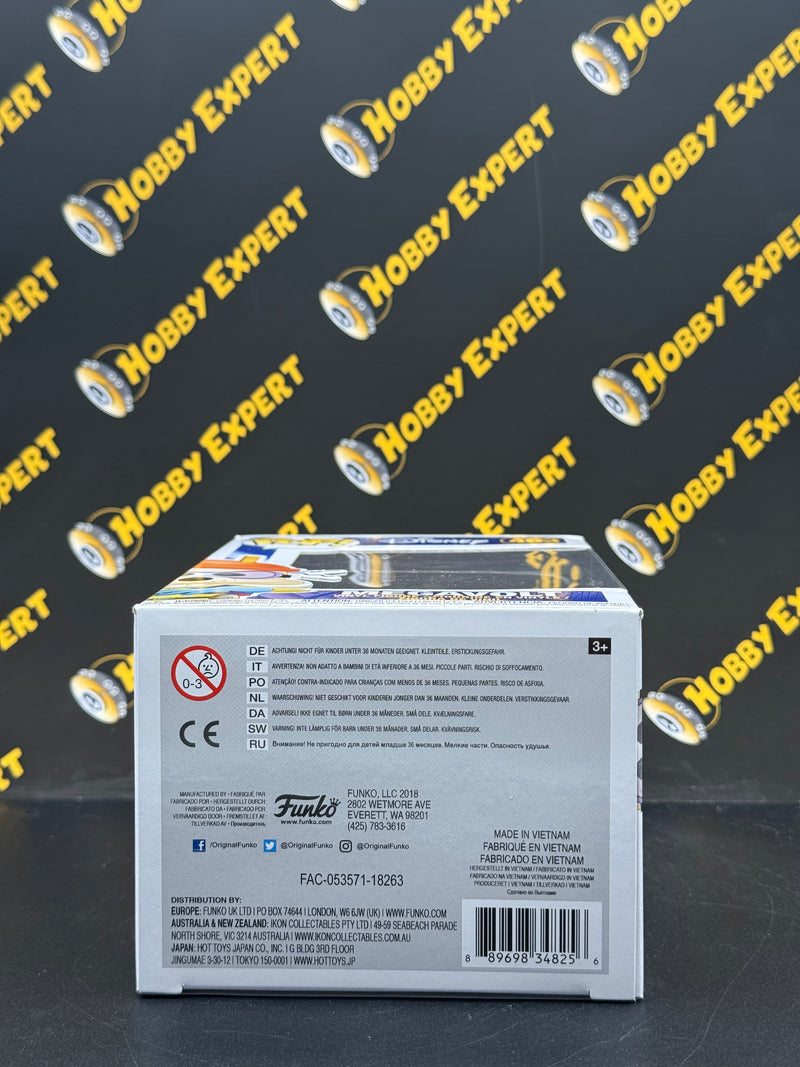 HOBBY EXPERT
HOBBY EXPERT
HOBBY EXPERT
HOBBY EXPERT
HOBBY EXPERT
HOBBY EXPERT
HOBBY EXPERT
HOBBY EXPERT
HOBBY EXPERT
HOBBY EXPERT
0-3
3+
DE ACHTUNG! NICHT FÜR KINDER UNTER 36 MONATEN GEEIGNET. KLEINTEILE, ERSTICKUNGSGEFAHR.
IT AVVERTENZA! NON ADATTO A BAMBINI DI ETÀ INFERIORE A 36 MESI. PICCOLE PARTI. RISCHIO DI SOFFOCAMENTO.
PO ATENÇÃO! CONTRA-INDICADO PARA CRIANÇAS COM MENOS DE 36 MESES. PEQUENAS PARTES. RISCO DE ASFIXIA.
NL WAARSCHUWING! NIET GESCHIKT VOOR KINDEREN JONGER DAN 36 MAANDEN. KLEINE ONDERDELEN. VERSTIKKINGSGEVAAR.
DA ADVARSEL! IKKE EGNET TIL BØRN UNDER 36 MÅNEDER. SMÅ DELE. KVÆLNINGSFARE.
SW VARNING! INTE LÄMPLIG FÖR BARN UNDER 36 MÅNADER. SMÅ DELAR. KVÄVNINGSRISK.
RU Внимание! Не пригодно для детей младше 36 месяцев. Мелкие части. Опасность удушья.
CE
MANUFACTURED BY • FABRIQUÉ PAR
FABRICADO POR • HERGESTELLT DURCH
FABBRICATO DA • FABRICADO POR
VERVAARDIGD DOOR • FREMSTILLET AF
TILLVERKAD AV • Производитель
Funko
www.funko.com
FUNKO, LLC 2018
2802 WETMORE AVE
EVERETT, WA 98201
(425) 783-3616
/OriginalFunko @OriginalFunko @OriginalFunko
FAC-053571-18263
MADE IN VIETNAM
FABRIQUÉ EN VIETNAM
FABRICADO EN VIETNAM
HERGESTELLT IN VIETNAM / FABBRICATO IN VIETNAM
FABRICADO NA VIETNAM / VERVAARDIGD IN VIETNAM
PRODUCERET I VIETNAM / TILLVERKAD I VIETNAM
Сделано во Вьетнаме
DISTRIBUTION BY:
EUROPE: FUNKO UK LTD | PO BOX 74644 | LONDON, W6 6JW (UK) | WWW.FUNKO.COM
AUSTRALIA & NEW ZEALAND: IKON COLLECTABLES PTY LTD | 49-59 SEABEACH PARADE
NORTH SHORE, VIC 3214 AUSTRALIA | WWW.IKONCOLLECTABLES.COM.AU
JAPAN: HOT TOYS JAPAN CO., INC. | G BLDG 3RD FLOOR
JINGUMAE 3-30-12 | TOKYO 150-0001 | WWW.HOTTOYS.JP
8 89698 34825 6